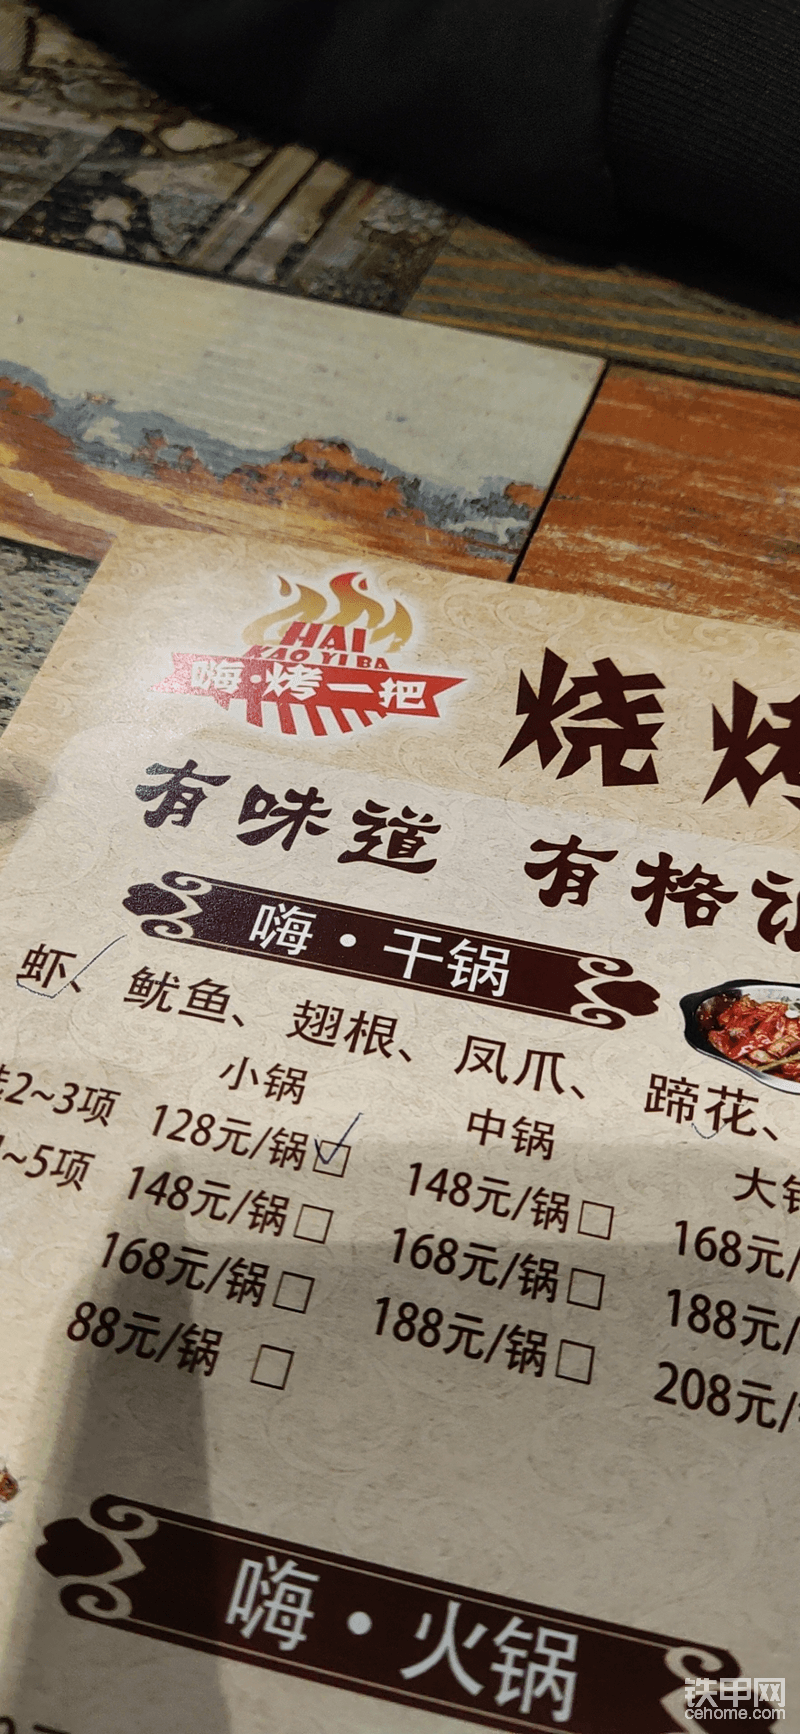 HAI
KAO YI BA
嗨·烤一把
烧烤
有味道 有格
嗨·干锅
虾、鱿鱼、翅根、凤爪、蹄花、
小锅 中锅 大锅
2~3项 128元/锅□ 148元/锅□ 168元/
~5项 148元/锅□ 168元/锅□ 188元/
168元/锅□ 188元/锅□ 208元/
88元/锅 □
嗨·火锅
铁甲网
cehome.com